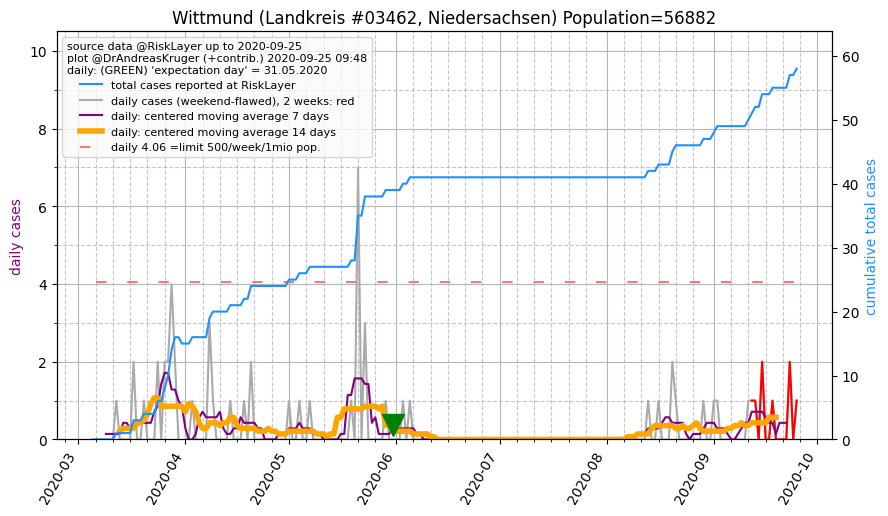 Wittmund (Landkreis #03462, Niedersachsen) Population=56882
source data @RiskLayer up to 2020-09-25
plot @DrAndreasKruger (+contrib.) 2020-09-25 09:48
daily: (GREEN) 'expectation day' = 31.05.2020
total cases reported at RiskLayer
daily cases (weekend-flawed), 2 weeks: red
daily: centered moving average 7 days
daily: centered moving average 14 days
daily 4.06 =limit 500/week/1mio pop.
daily cases
10
8
6
4
2
0
cumulative total cases
60
50
40
30
20
10
0
2020-03
2020-04
2020-05
2020-06
2020-07
2020-08
2020-09
2020-10